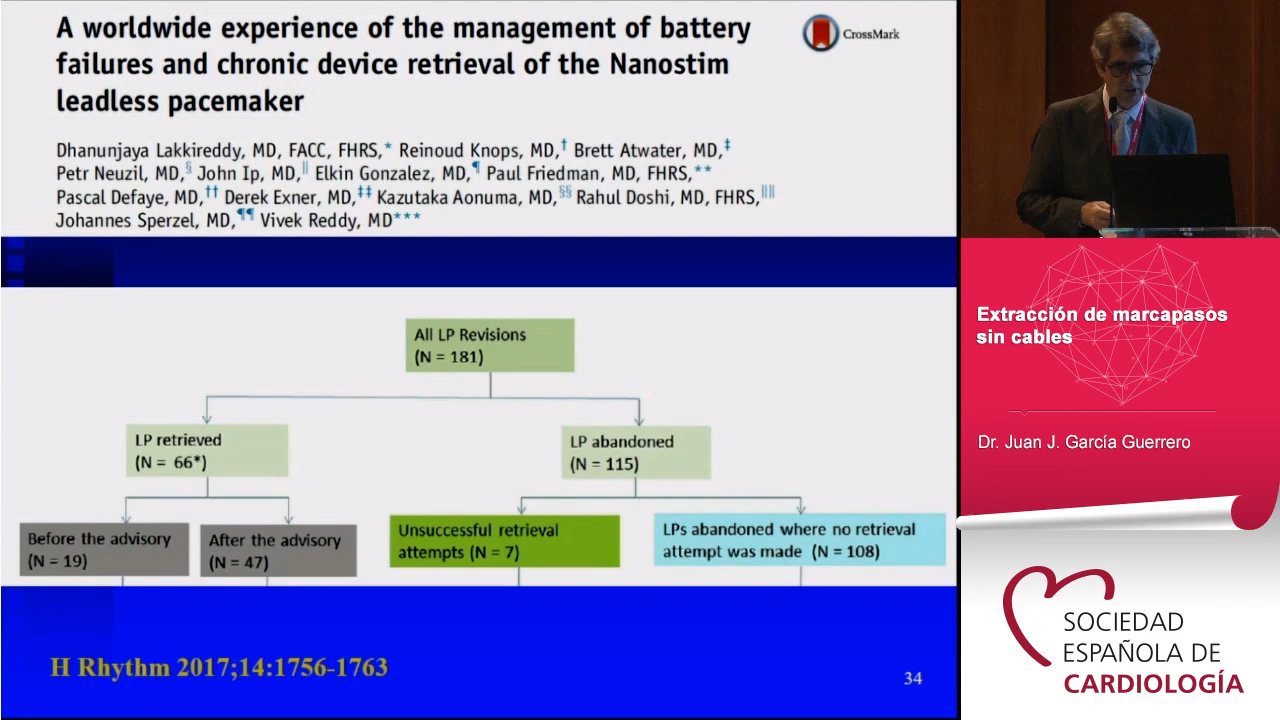 A worldwide experience of the management of battery
failures and chronic device retrieval of the Nanostim
leadless pacemaker
CrossMark
Dhanunjaya Lakkireddy, MD, FACC, FHRS,* Reinoud Knops, MD,† Brett Atwater, MD,‡
Petr Neuzil, MD,§ John Ip, MD,‖ Elkin Gonzalez, MD,¶ Paul Friedman, MD, FHRS,**
Pascal Defaye, MD,†† Derek Exner, MD,‡‡ Kazutaka Aonuma, MD,§§ Rahul Doshi, MD, FHRS,‖‖
Johannes Sperzel, MD,¶¶ Vivek Reddy, MD***
All LP Revisions
(N = 181)
LP retrieved
(N = 66*)
LP abandoned
(N = 115)
Before the advisory
(N = 19)
After the advisory
(N = 47)
Unsuccessful retrieval
attempts (N = 7)
LPs abandoned where no retrieval
attempt was made (N = 108)
H Rhythm 2017;14:1756-1763
34
Extracción de marcapasos
sin cables
Dr. Juan J. García Guerrero
SOCIEDAD
ESPAÑOLA DE
CARDIOLOGÍA